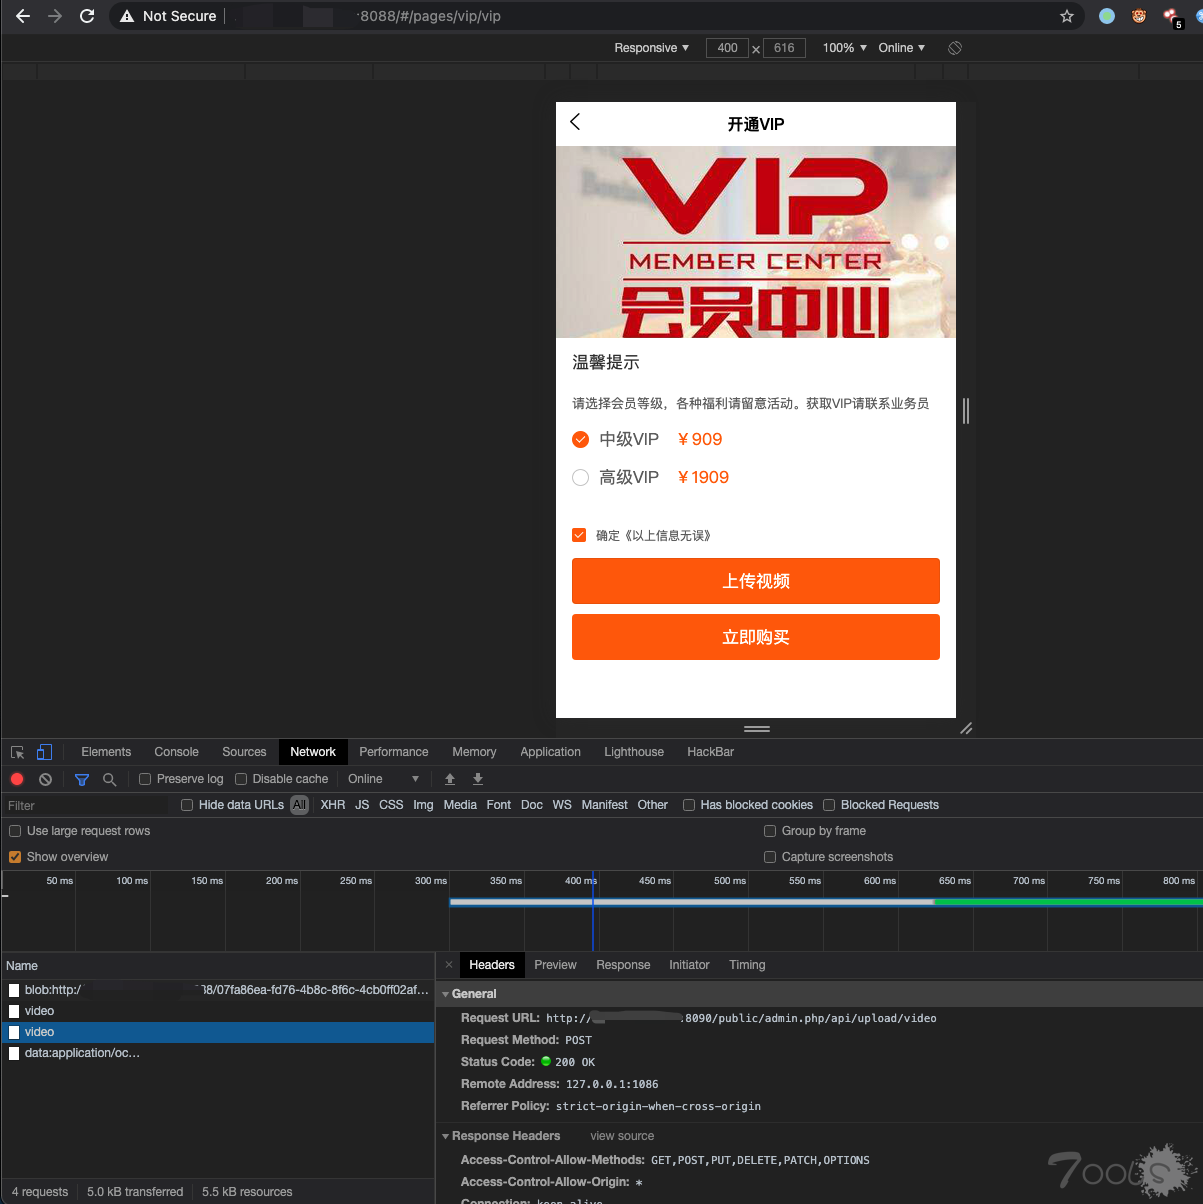 Not Secure :8088/#/pages/vip/vip 5
Responsive ▼ 400 × 616 100% ▼ Online ▼
开通VIP
VIP
MEMBER CENTER
会员中心
温馨提示
请选择会员等级，各种福利请留意活动。获取VIP请联系业务员
中级VIP ￥909
高级VIP ￥1909
确定《以上信息无误》
上传视频
立即购买
Elements Console Sources Network Performance Memory Application Lighthouse HackBar
Preserve log Disable cache Online ▼
Filter Hide data URLs All XHR JS CSS Img Media Font Doc WS Manifest Other Has blocked cookies Blocked Requests
Use large request rows Group by frame
Show overview Capture screenshots
50 ms 100 ms 150 ms 200 ms 250 ms 300 ms 350 ms 400 ms 450 ms 500 ms 550 ms 600 ms 650 ms 700 ms 750 ms 800 ms
Name × Headers Preview Response Initiator Timing
blob:http:/ 38/07fa86ea-fd76-4b8c-8f6c-4cb0ff02af…
video
video
data:application/oc…
▼ General
Request URL: http:// :8090/public/admin.php/api/upload/video
Request Method: POST
Status Code: 200 OK
Remote Address: 127.0.0.1:1086
Referrer Policy: strict-origin-when-cross-origin
▼ Response Headers view source
Access-Control-Allow-Methods: GET,POST,PUT,DELETE,PATCH,OPTIONS
Access-Control-Allow-Origin: *
Connection: keep-alive
4 requests 5.0 kB transferred 5.5 kB resources
7ools